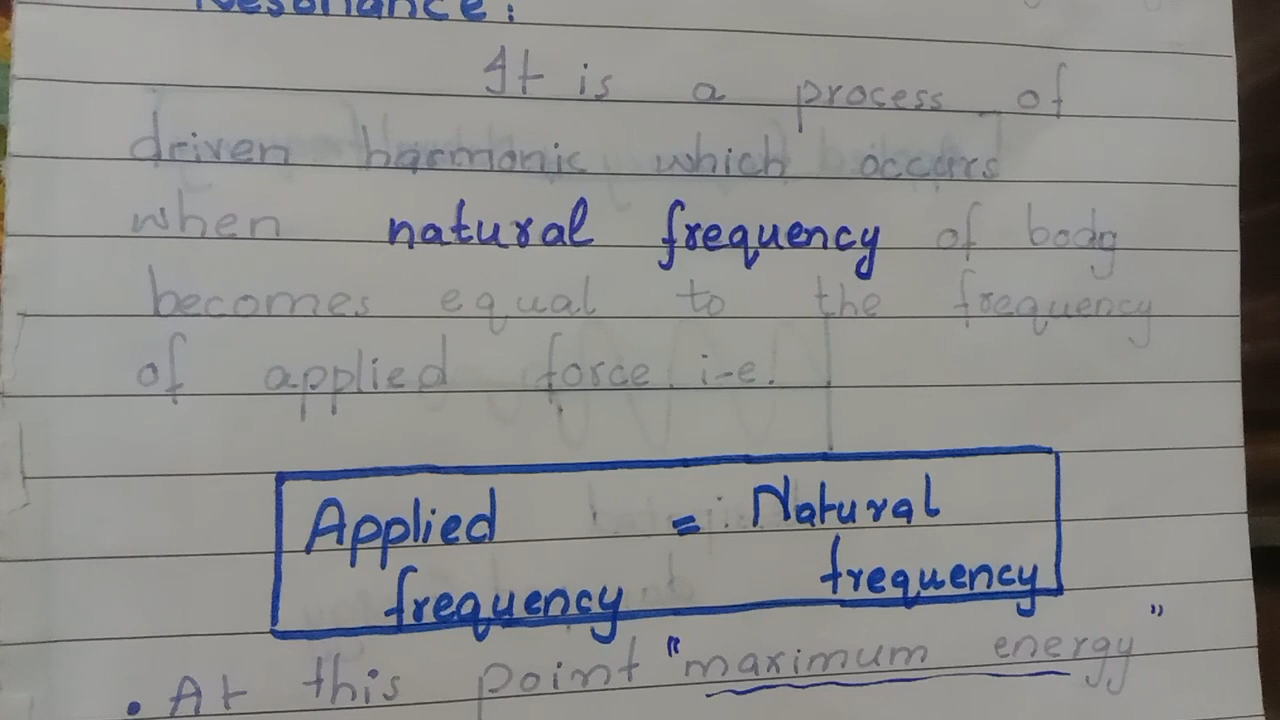 Resonance:
It is a process of
driven harmonic which occurs
when natural frequency of body
becomes equal to the frequency
of applied force. i-e.
Applied = Natural
frequency frequency
• At this point "maximum energy"